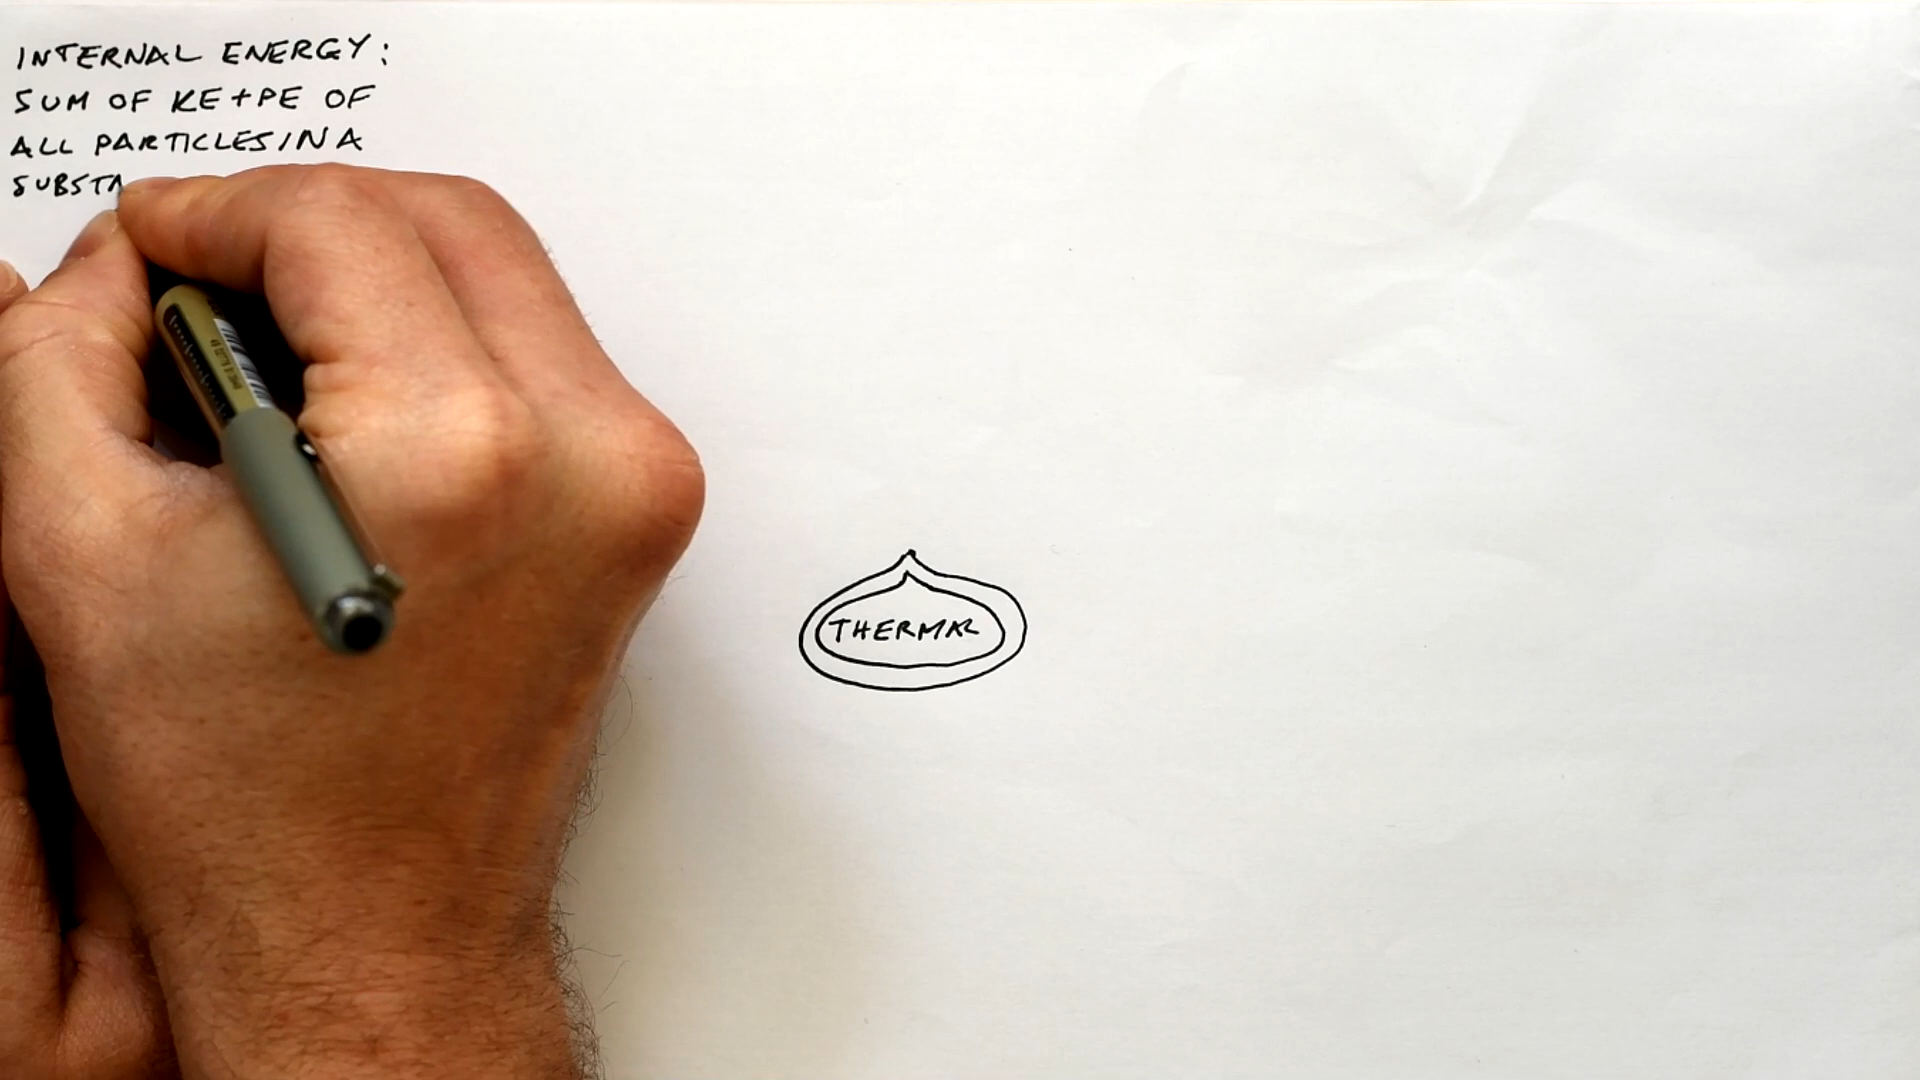 INTERNAL ENERGY:
SUM OF KE+PE OF
ALL PARTICLES IN A
SUBSTA
THERMAL